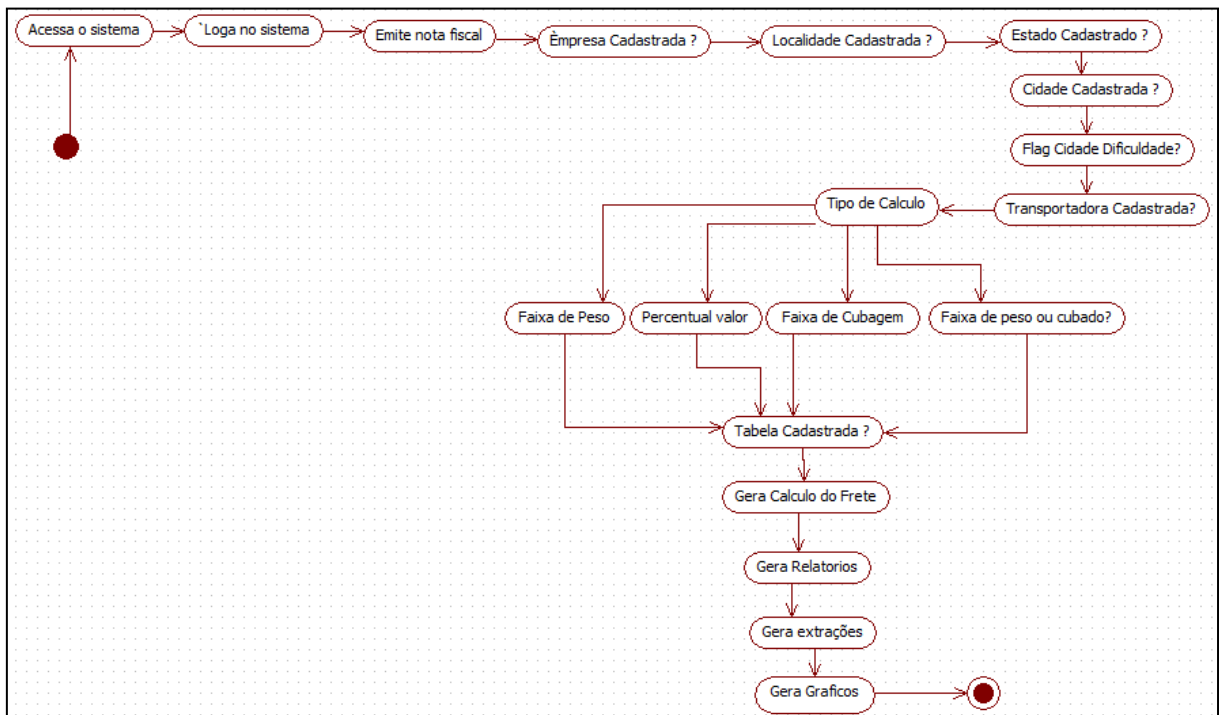 Acessa o sistema
`Loga no sistema
Emite nota fiscal
Èmpresa Cadastrada ?
Localidade Cadastrada ?
Estado Cadastrado ?
Cidade Cadastrada ?
Flag Cidade Dificuldade?
Transportadora Cadastrada?
Tipo de Calculo
Faixa de Peso
Percentual valor
Faixa de Cubagem
Faixa de peso ou cubado?
Tabela Cadastrada ?
Gera Calculo do Frete
Gera Relatorios
Gera extrações
Gera Graficos